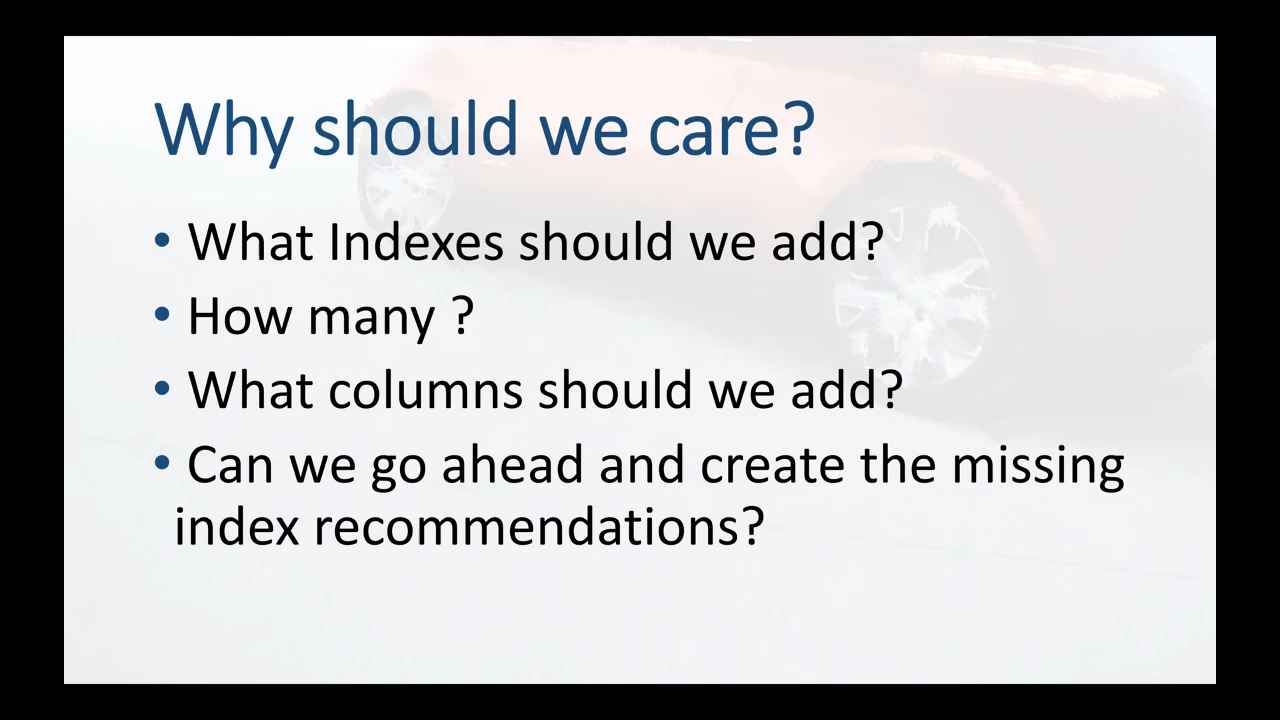 Why should we care?
• What Indexes should we add?
• How many ?
• What columns should we add?
• Can we go ahead and create the missing
index recommendations?